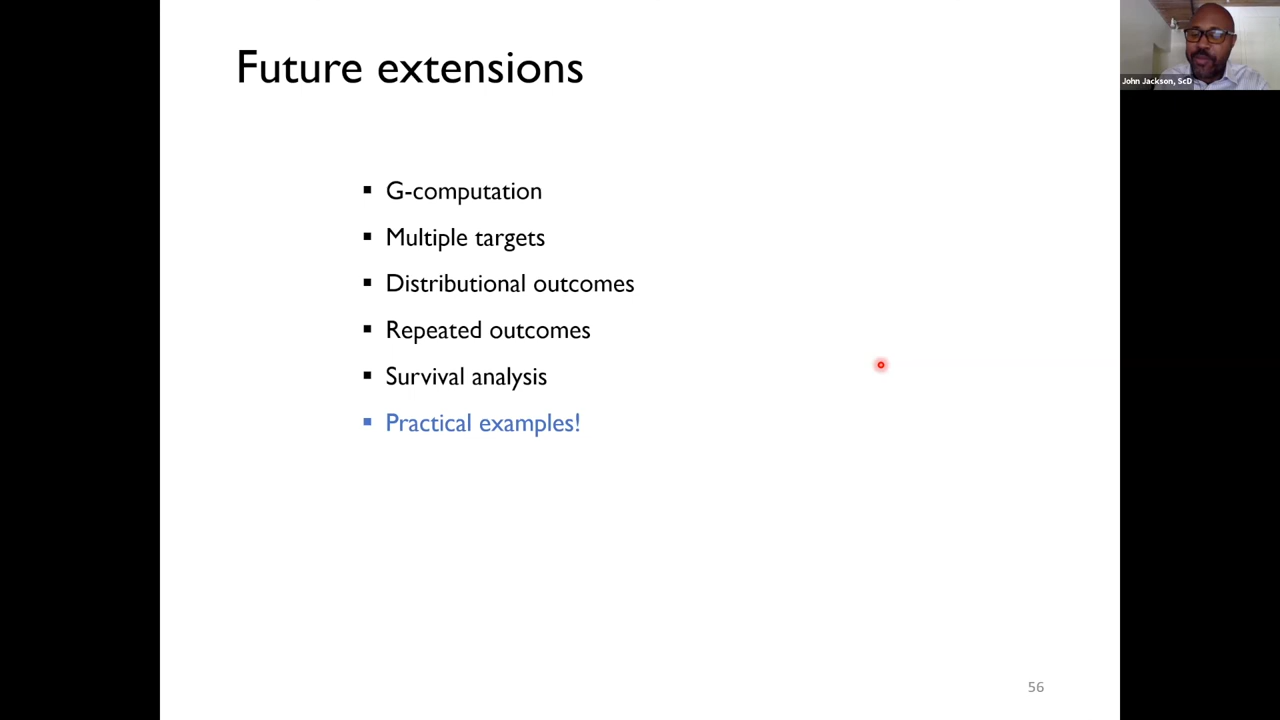 Future extensions
John Jackson, ScD
▪ G-computation
▪ Multiple targets
▪ Distributional outcomes
▪ Repeated outcomes
▪ Survival analysis
▪ Practical examples!
56